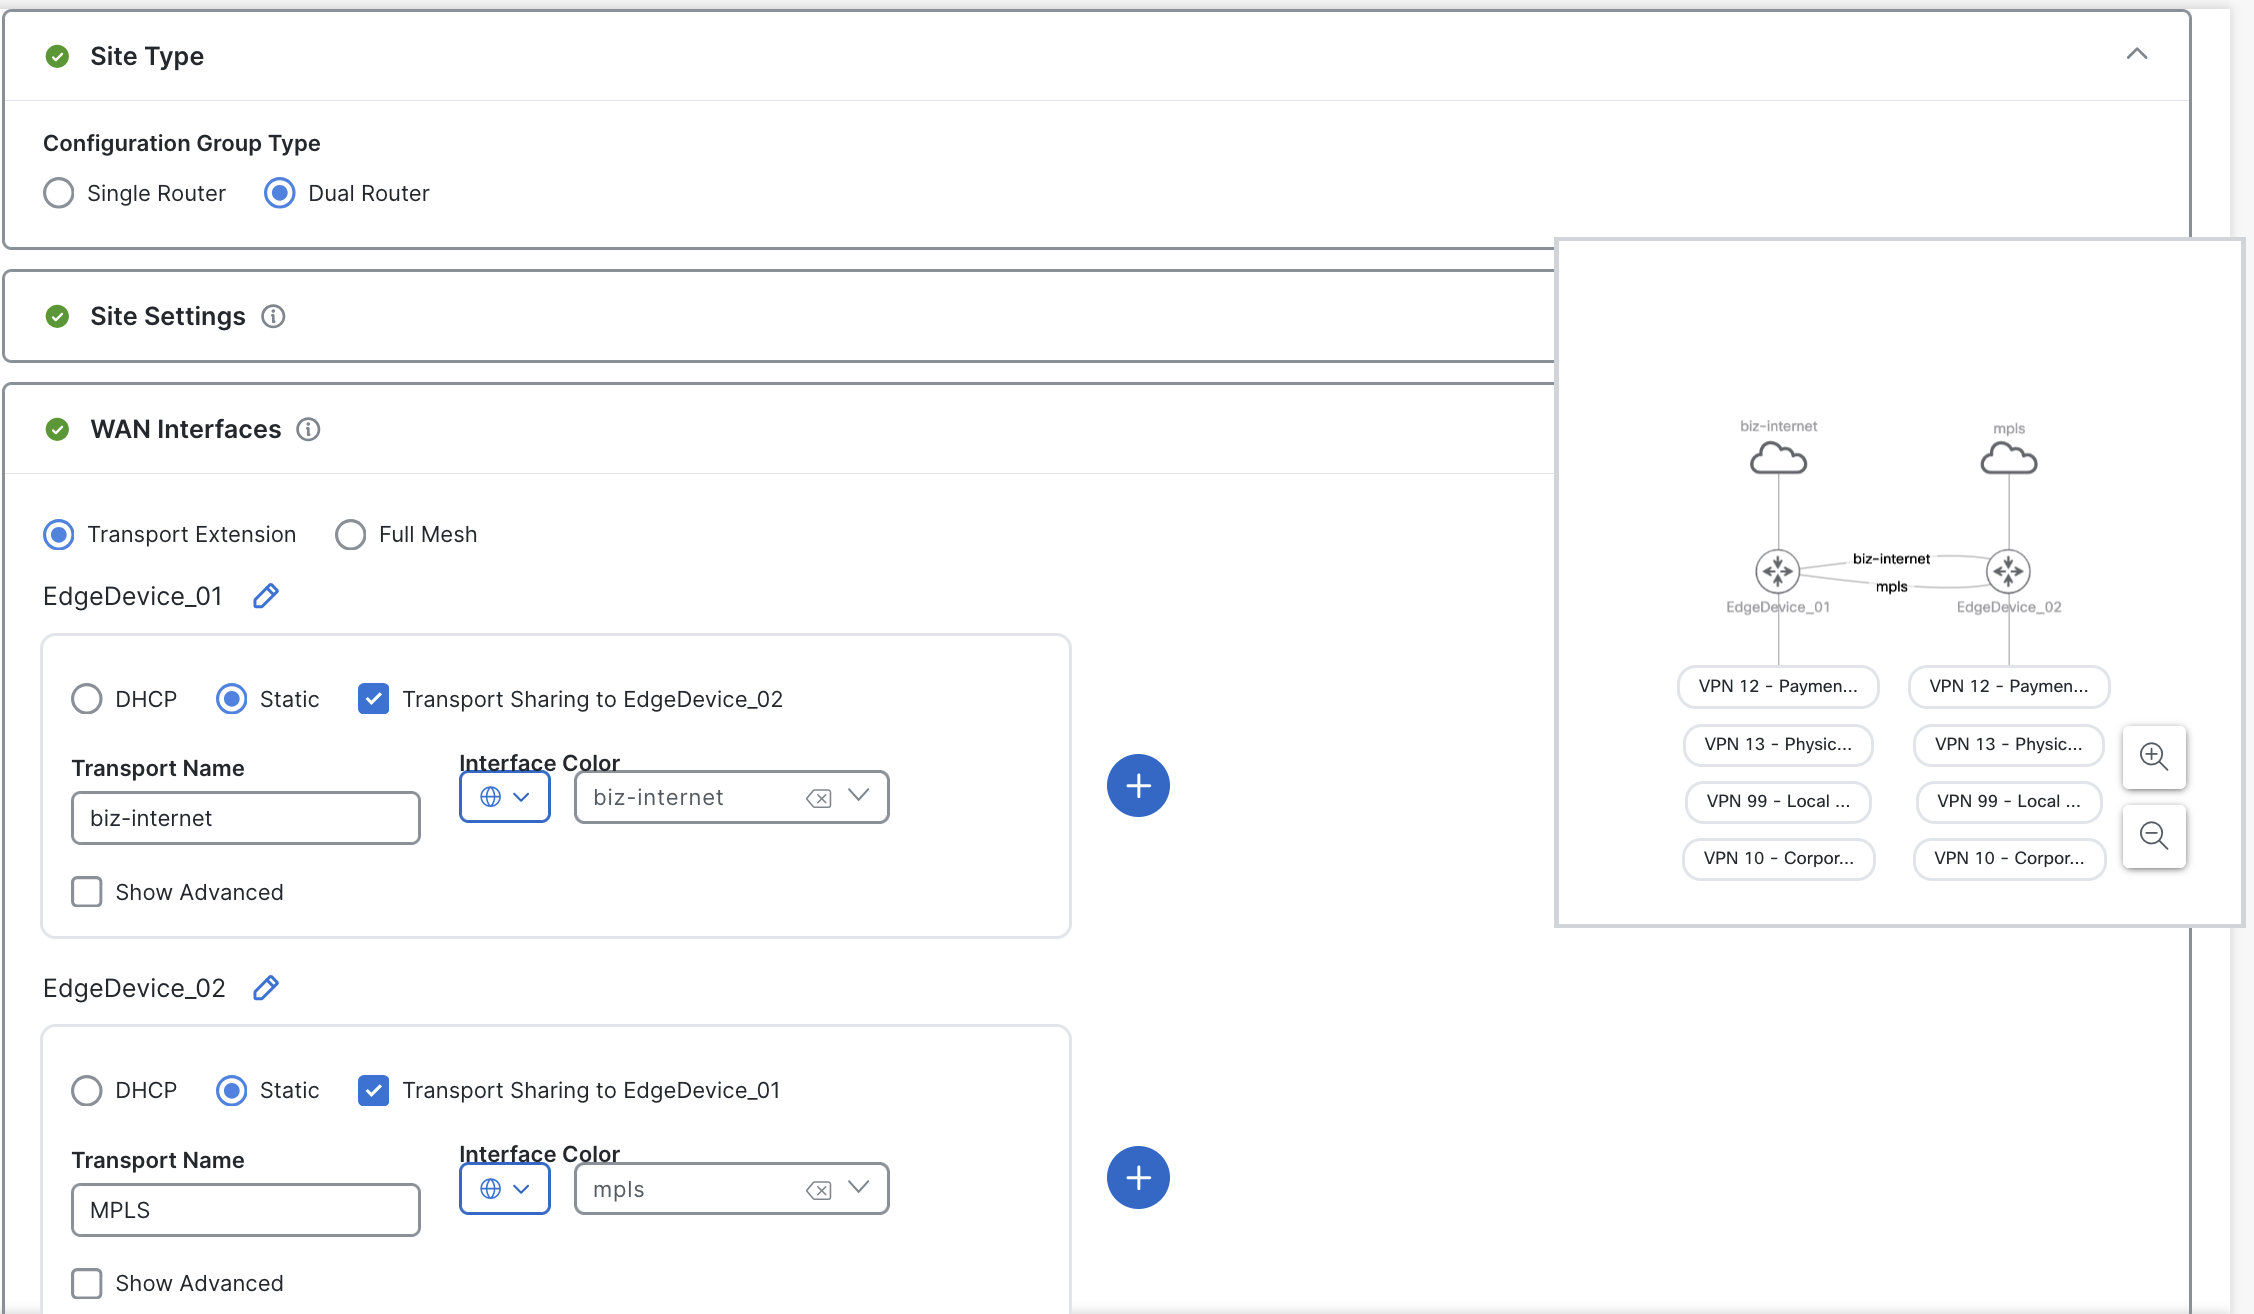 Site Type
Configuration Group Type
Single Router
Dual Router
Site Settings
WAN Interfaces
Transport Extension
Full Mesh
EdgeDevice_01
DHCP
Static
Transport Sharing to EdgeDevice_02
Transport Name
Interface Color
biz-internet
biz-internet
Show Advanced
EdgeDevice_02
DHCP
Static
Transport Sharing to EdgeDevice_01
Transport Name
Interface Color
MPLS
mpls
Show Advanced
biz-internet
mpls
biz-internet
mpls
EdgeDevice_01
EdgeDevice_02
VPN 12 - Paymen...
VPN 12 - Paymen...
VPN 13 - Physic...
VPN 13 - Physic...
VPN 99 - Local ...
VPN 99 - Local ...
VPN 10 - Corpor...
VPN 10 - Corpor...